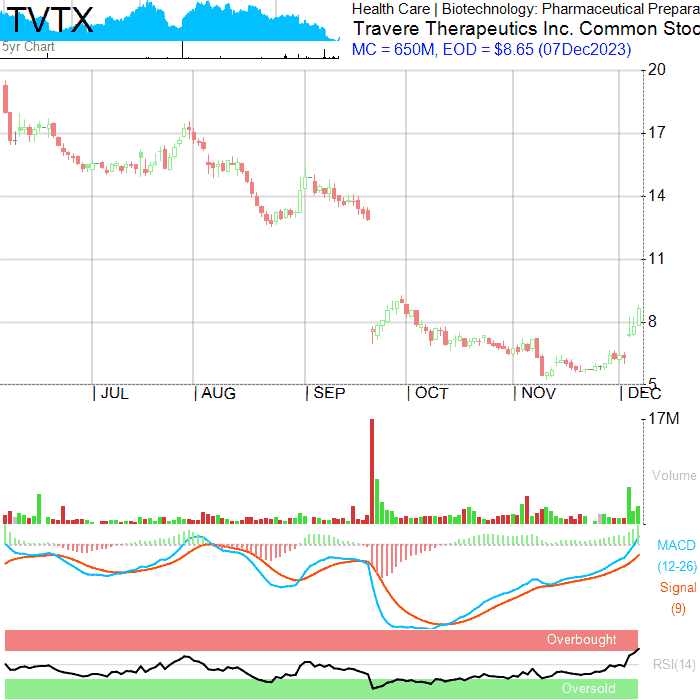 TVTX
5yr Chart
Health Care | Biotechnology: Pharmaceutical Prepara
Travere Therapeutics Inc. Common Stoc
MC = 650M, EOD = $8.65 (07Dec2023)
20
17
14
11
8
5
JUL
AUG
SEP
OCT
NOV
DEC
17M
Volume
MACD
(12-26)
Signal
(9)
Overbought
RSI(14)
Oversold